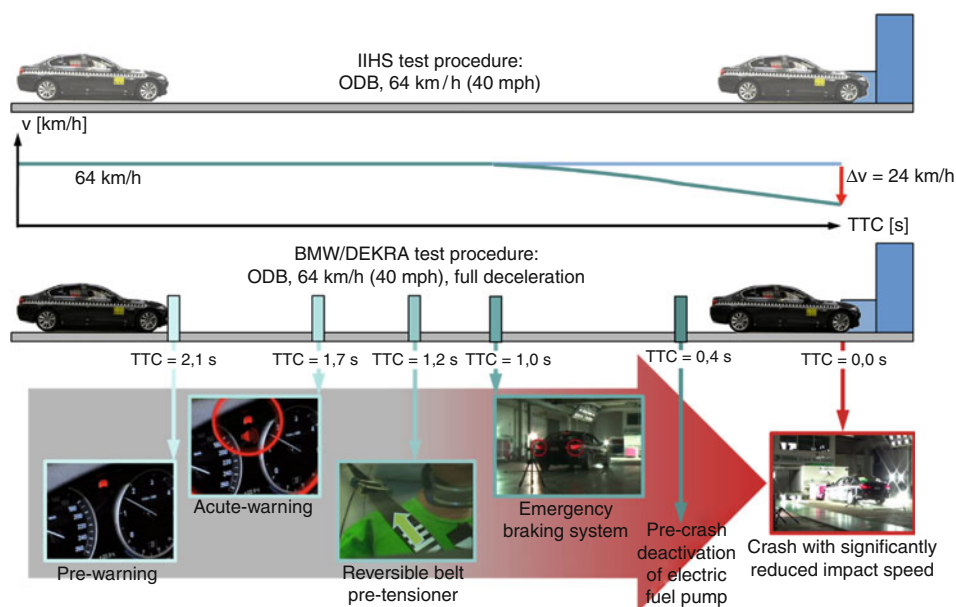 IIHS test procedure:
ODB, 64 km/h (40 mph)
v [km/h]
64 km/h
Δv = 24 km/h
TTC [s]
BMW/DEKRA test procedure:
ODB, 64 km/h (40 mph), full deceleration
TTC = 2,1 s
TTC = 1,7 s
TTC = 1,2 s
TTC = 1,0 s
TTC = 0,4 s
TTC = 0,0 s
Pre-warning
Acute-warning
Reversible belt
pre-tensioner
Emergency
braking system
Pre-crash
deactivation
of electric
fuel pump
Crash with significantly
reduced impact speed